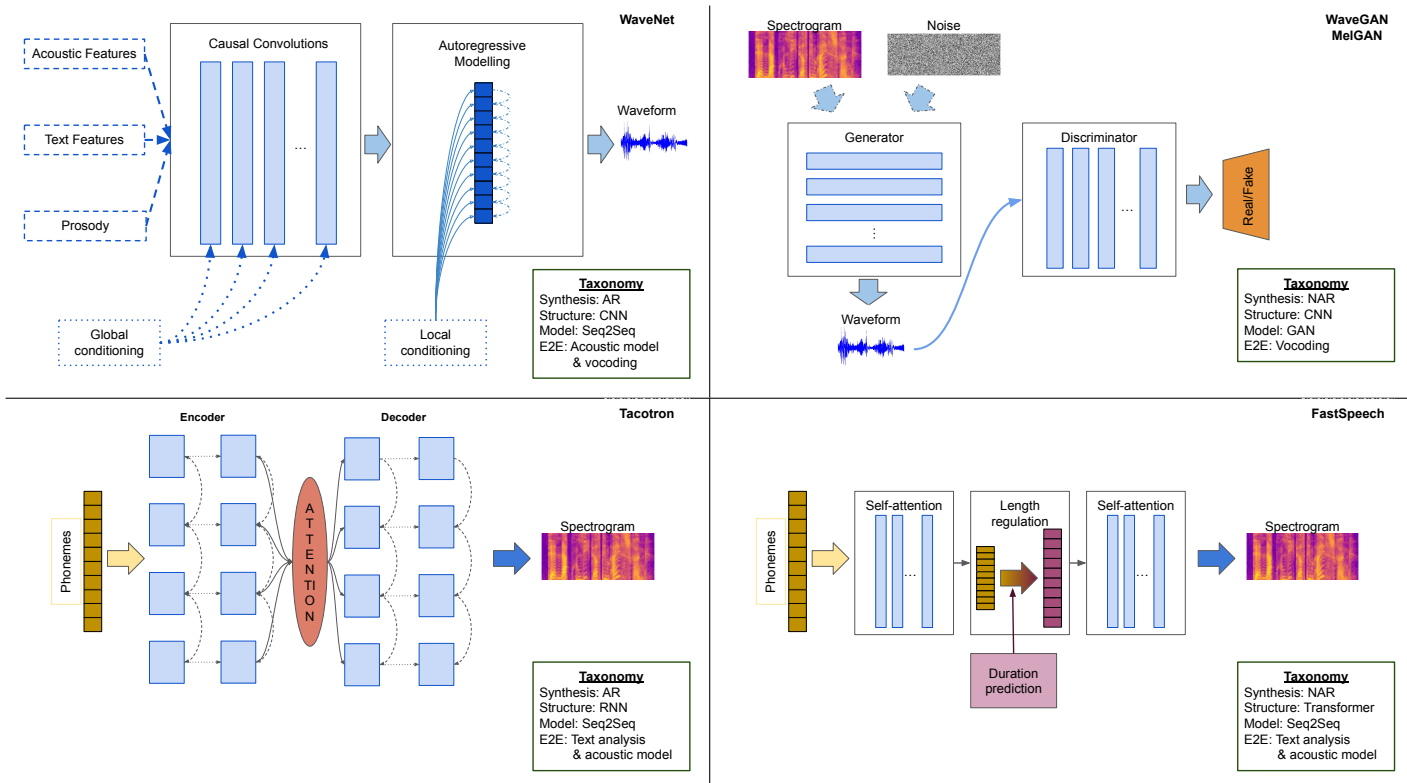 WaveNet
Acoustic Features
Text Features
Prosody
Causal Convolutions
...
Autoregressive
Modelling
Waveform
Global
conditioning
Local
conditioning
Taxonomy
Synthesis: AR
Structure: CNN
Model: Seq2Seq
E2E: Acoustic model
& vocoding
WaveGAN
MelGAN
Spectrogram
Noise
Generator
...
Waveform
Discriminator
...
Real/Fake
Taxonomy
Synthesis: NAR
Structure: CNN
Model: GAN
E2E: Vocoding
Tacotron
Encoder
Decoder
Phonemes
ATTENTION
Spectrogram
Taxonomy
Synthesis: AR
Structure: RNN
Model: Seq2Seq
E2E: Text analysis
& acoustic model
FastSpeech
Phonemes
Self-attention
...
Length
regulation
Self-attention
...
Duration
prediction
Spectrogram
Taxonomy
Synthesis: NAR
Structure: Transformer
Model: Seq2Seq
E2E: Text analysis
& acoustic model